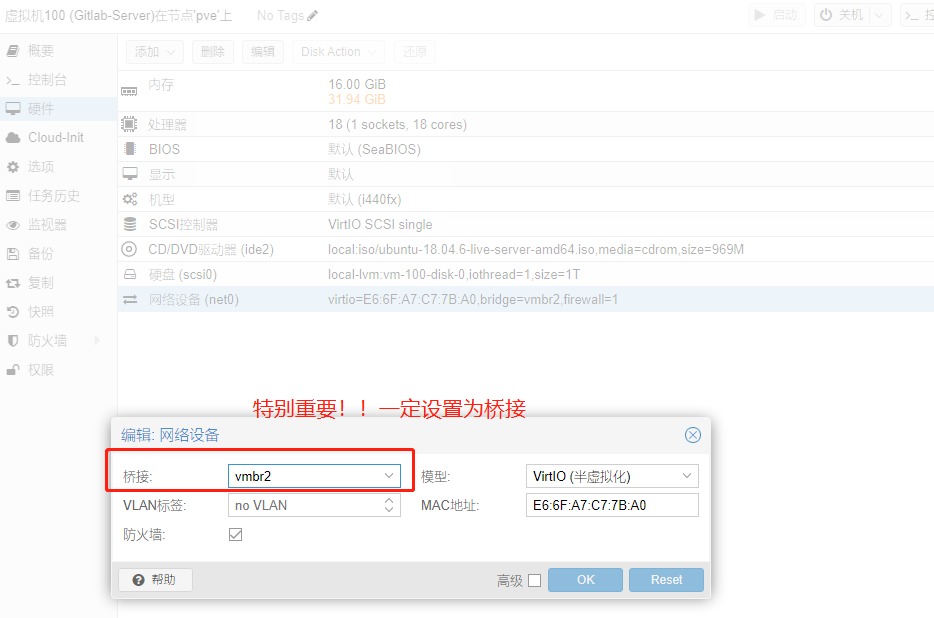 虚拟机100 (Gitlab-Server)在节点'pve'上 No Tags 启动 关机
概要
添加 删除 编辑 Disk Action 还原
控制台
内存 16.00 GiB
31.94 GiB
硬件
处理器 18 (1 sockets, 18 cores)
Cloud-Init
BIOS 默认 (SeaBIOS)
选项
显示 默认
任务历史
机型 默认 (i440fx)
监视器
SCSI控制器 VirtIO SCSI single
备份
CD/DVD驱动器 (ide2) local:iso/ubuntu-18.04.6-live-server-amd64.iso,media=cdrom,size=969M
复制
硬盘 (scsi0) local-lvm:vm-100-disk-0,iothread=1,size=1T
网络设备 (net0) virtio=E6:6F:A7:C7:7B:A0,bridge=vmbr2,firewall=1
快照
防火墙
权限
特别重要！！一定设置为桥接
编辑: 网络设备
桥接: vmbr2 模型: VirtIO (半虚拟化)
VLAN标签: no VLAN MAC地址: E6:6F:A7:C7:7B:A0
防火墙:
帮助 高级 OK Reset